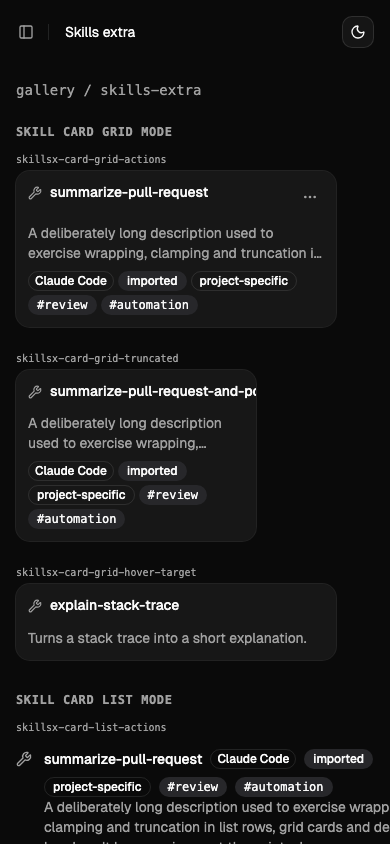 Skills extra
gallery / skills-extra
SKILL CARD GRID MODE
skillsx-card-grid-actions
summarize-pull-request
A deliberately long description used to
exercise wrapping, clamping and truncation i...
Claude Code imported project-specific
#review #automation
skillsx-card-grid-truncated
summarize-pull-request-and-po
A deliberately long description
used to exercise wrapping,...
Claude Code imported
project-specific #review
#automation
skillsx-card-grid-hover-target
explain-stack-trace
Turns a stack trace into a short explanation.
SKILL CARD LIST MODE
skillsx-card-list-actions
summarize-pull-request Claude Code imported
project-specific #review #automation
A deliberately long description used to exercise wrapp
clamping and truncation in list rows, grid cards and de